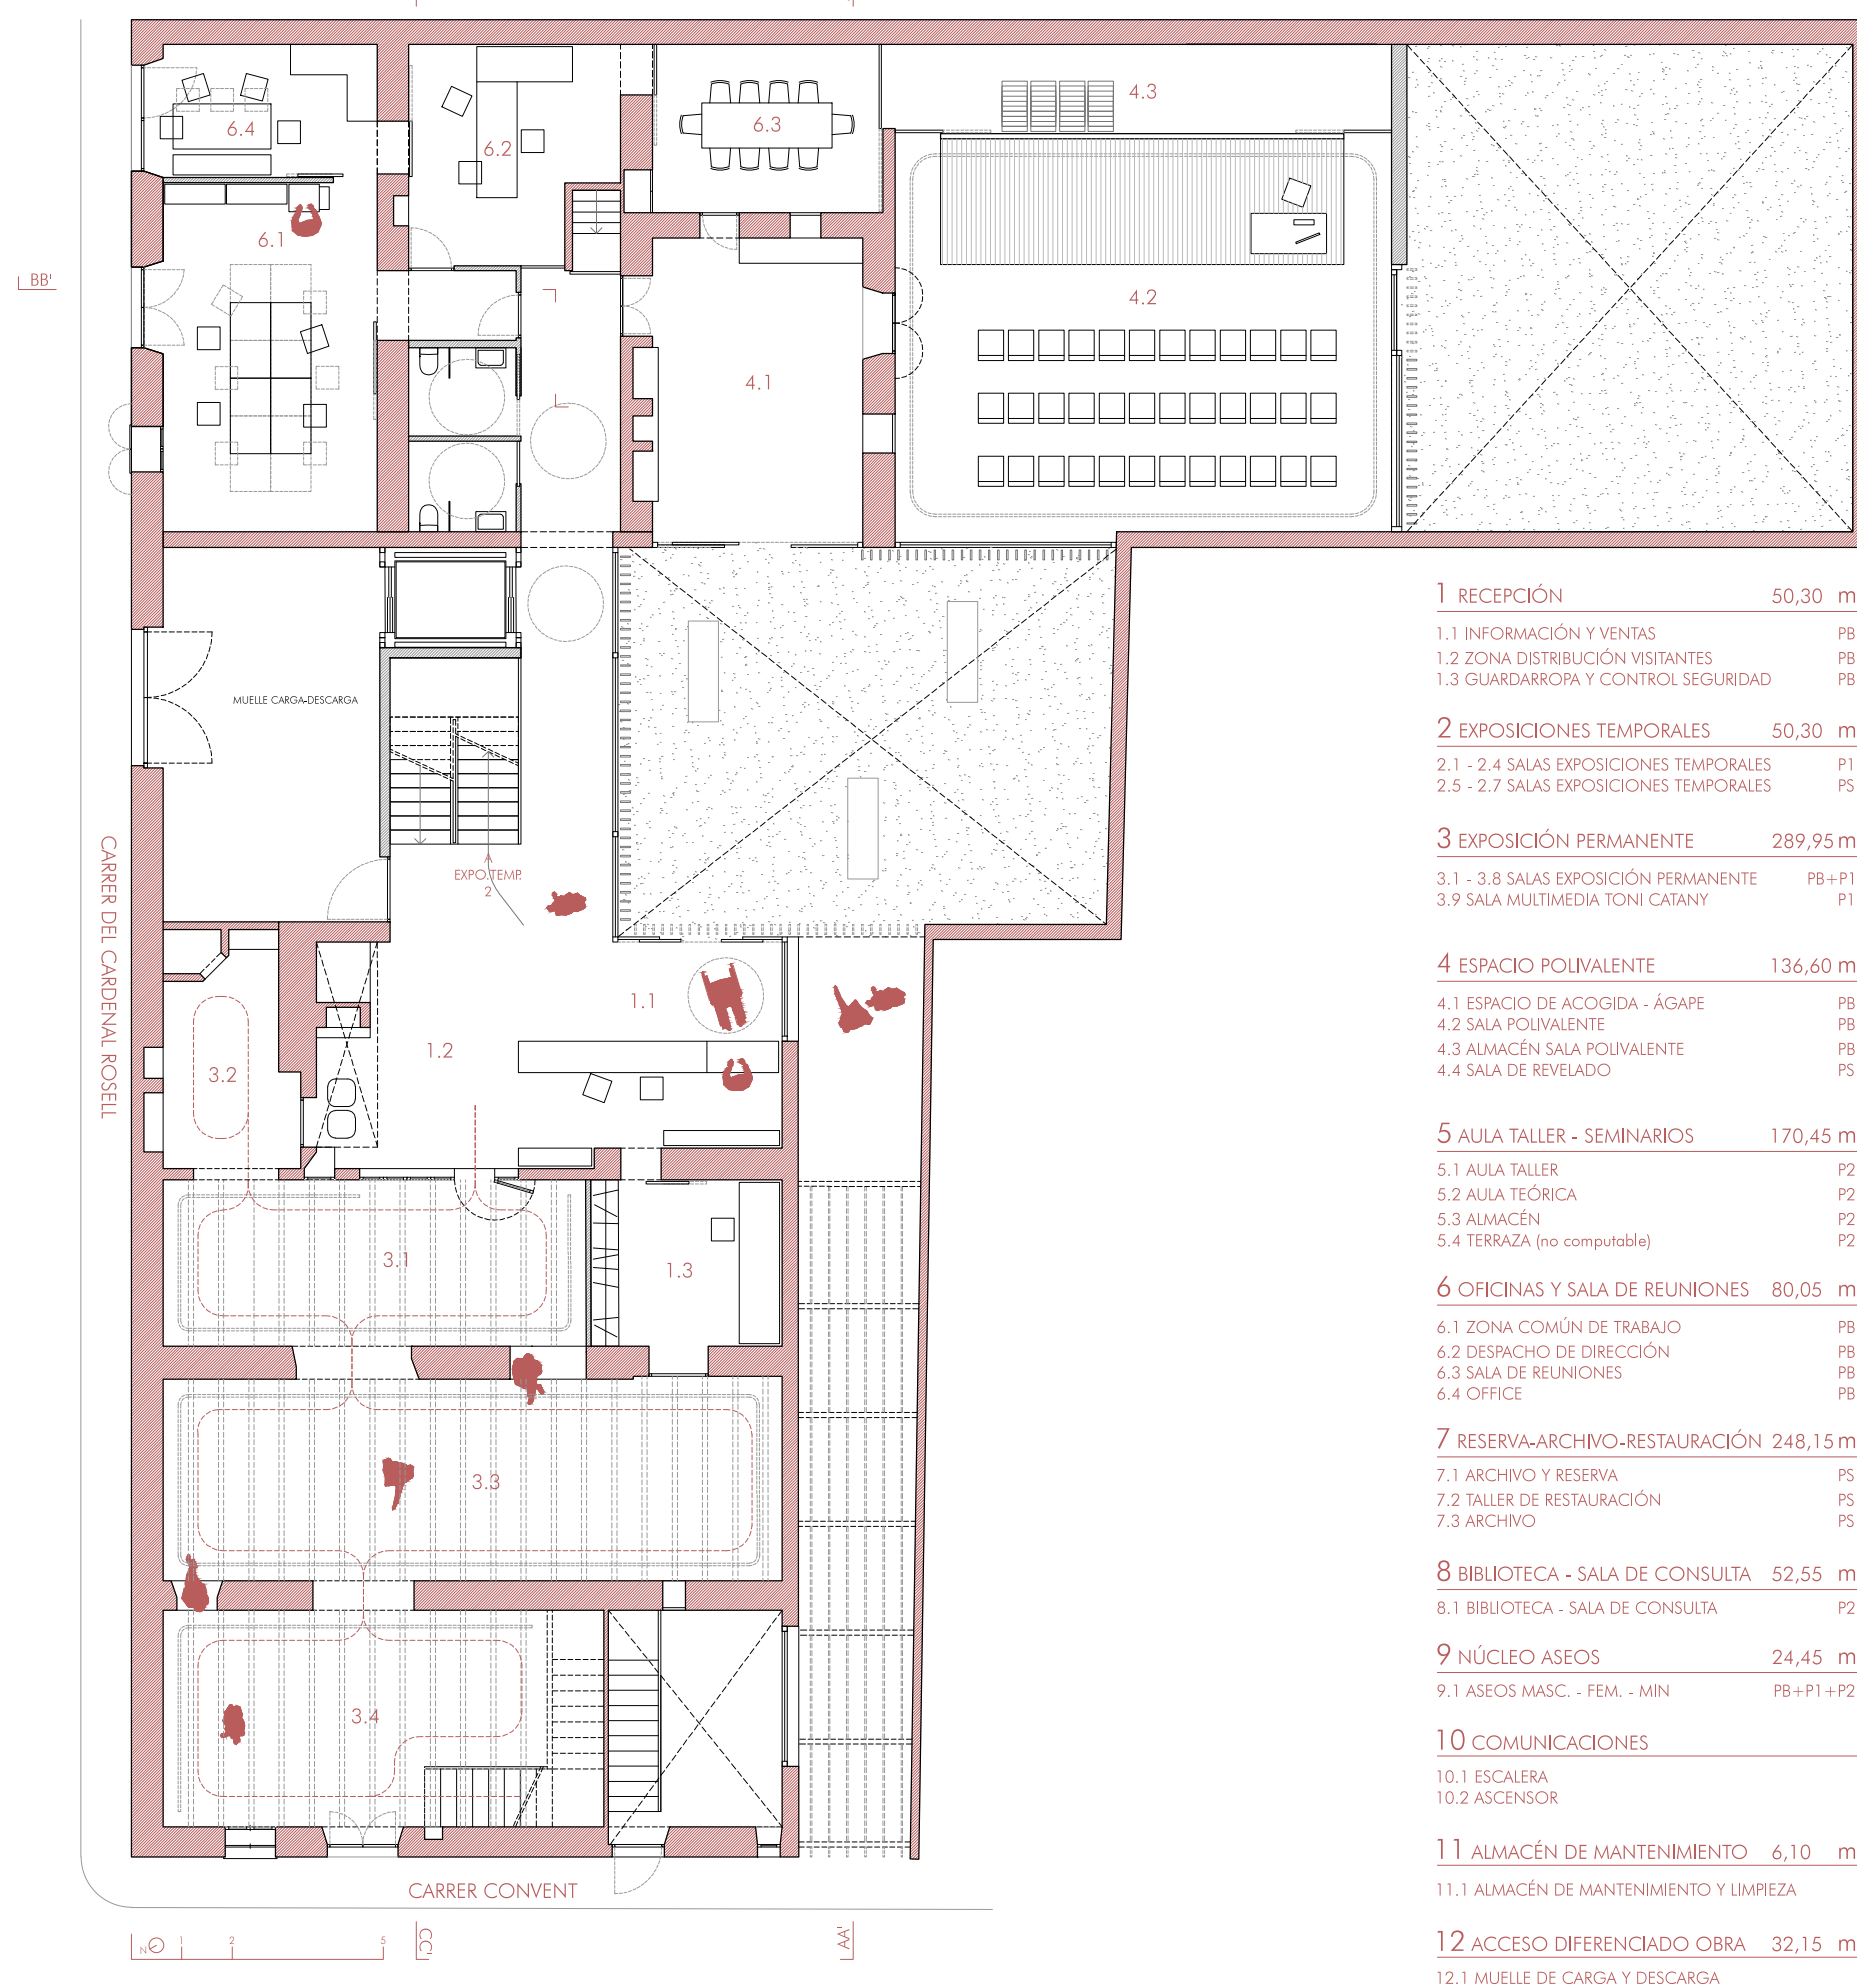 6.4
6.2
6.3
4.3
6.1
BB'
4.2
4.1
MUELLE CARGA-DESCARGA
CARRER DEL CARDENAL ROSELL
A
EXPO.TEMP.
2
1.1
1.2
3.2
3.1
1.3
3.3
3.4
CARRER CONVENT
N 1 2 5
CC'
AA'
1 RECEPCIÓN 50,30 m
1.1 INFORMACIÓN Y VENTAS PB
1.2 ZONA DISTRIBUCIÓN VISITANTES PB
1.3 GUARDARROPA Y CONTROL SEGURIDAD PB
2 EXPOSICIONES TEMPORALES 50,30 m
2.1 - 2.4 SALAS EXPOSICIONES TEMPORALES P1
2.5 - 2.7 SALAS EXPOSICIONES TEMPORALES PS
3 EXPOSICIÓN PERMANENTE 289,95 m
3.1 - 3.8 SALAS EXPOSICIÓN PERMANENTE PB+P1
3.9 SALA MULTIMEDIA TONI CATANY P1
4 ESPACIO POLIVALENTE 136,60 m
4.1 ESPACIO DE ACOGIDA - ÁGAPE PB
4.2 SALA POLIVALENTE PB
4.3 ALMACÉN SALA POLIVALENTE PB
4.4 SALA DE REVELADO PS
5 AULA TALLER - SEMINARIOS 170,45 m
5.1 AULA TALLER P2
5.2 AULA TEÓRICA P2
5.3 ALMACÉN P2
5.4 TERRAZA (no computable) P2
6 OFICINAS Y SALA DE REUNIONES 80,05 m
6.1 ZONA COMÚN DE TRABAJO PB
6.2 DESPACHO DE DIRECCIÓN PB
6.3 SALA DE REUNIONES PB
6.4 OFFICE PB
7 RESERVA-ARCHIVO-RESTAURACIÓN 248,15 m
7.1 ARCHIVO Y RESERVA PS
7.2 TALLER DE RESTAURACIÓN PS
7.3 ARCHIVO PS
8 BIBLIOTECA - SALA DE CONSULTA 52,55 m
8.1 BIBLIOTECA - SALA DE CONSULTA P2
9 NÚCLEO ASEOS 24,45 m
9.1 ASEOS MASC. - FEM. - MIN PB+P1+P2
10 COMUNICACIONES
10.1 ESCALERA
10.2 ASCENSOR
11 ALMACÉN DE MANTENIMIENTO 6,10 m
11.1 ALMACÉN DE MANTENIMIENTO Y LIMPIEZA
12 ACCESO DIFERENCIADO OBRA 32,15 m
12.1 MUELLE DE CARGA Y DESCARGA